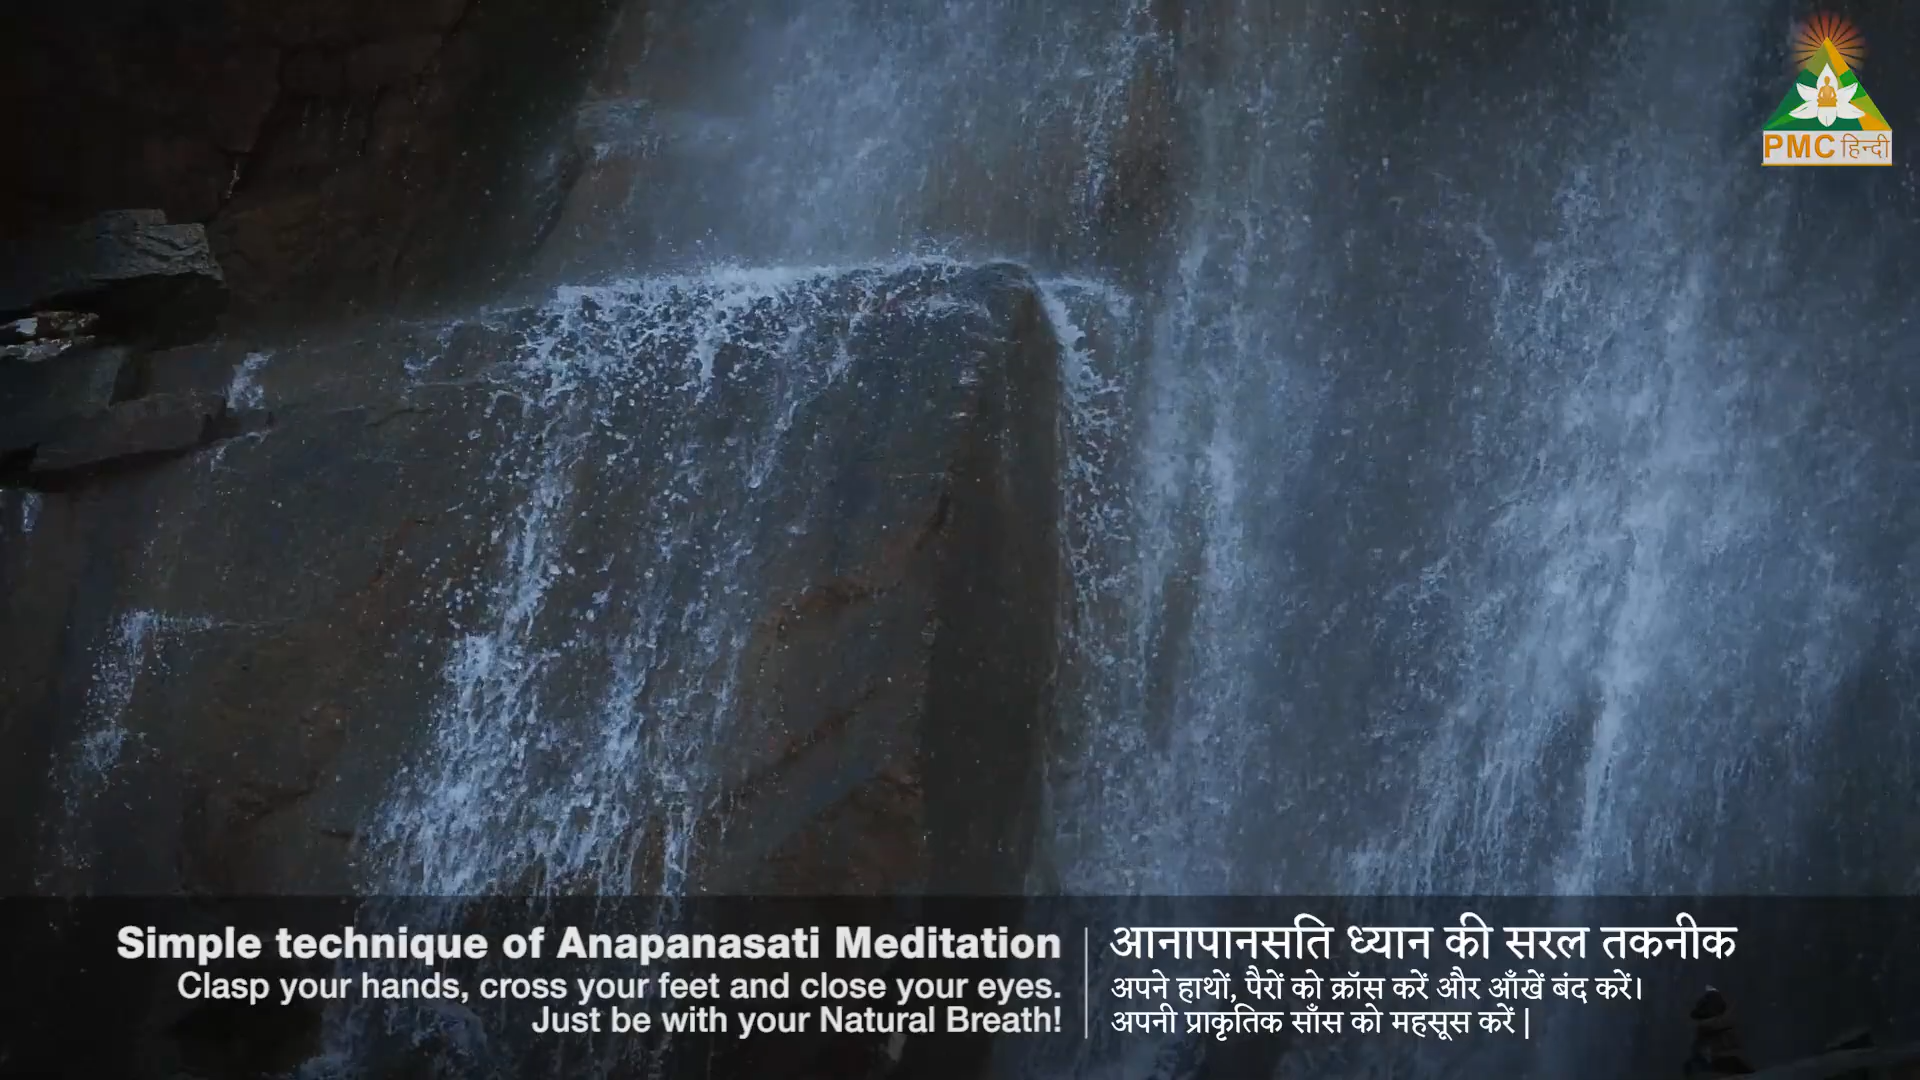 PMC हिन्दी
Simple technique of Anapanasati Meditation
Clasp your hands, cross your feet and close your eyes.
Just be with your Natural Breath!
आनापानसति ध्यान की सरल तकनीक
अपने हाथों, पैरों को क्रॉस करें और आँखें बंद करें।
अपनी प्राकृतिक साँस को महसूस करें |